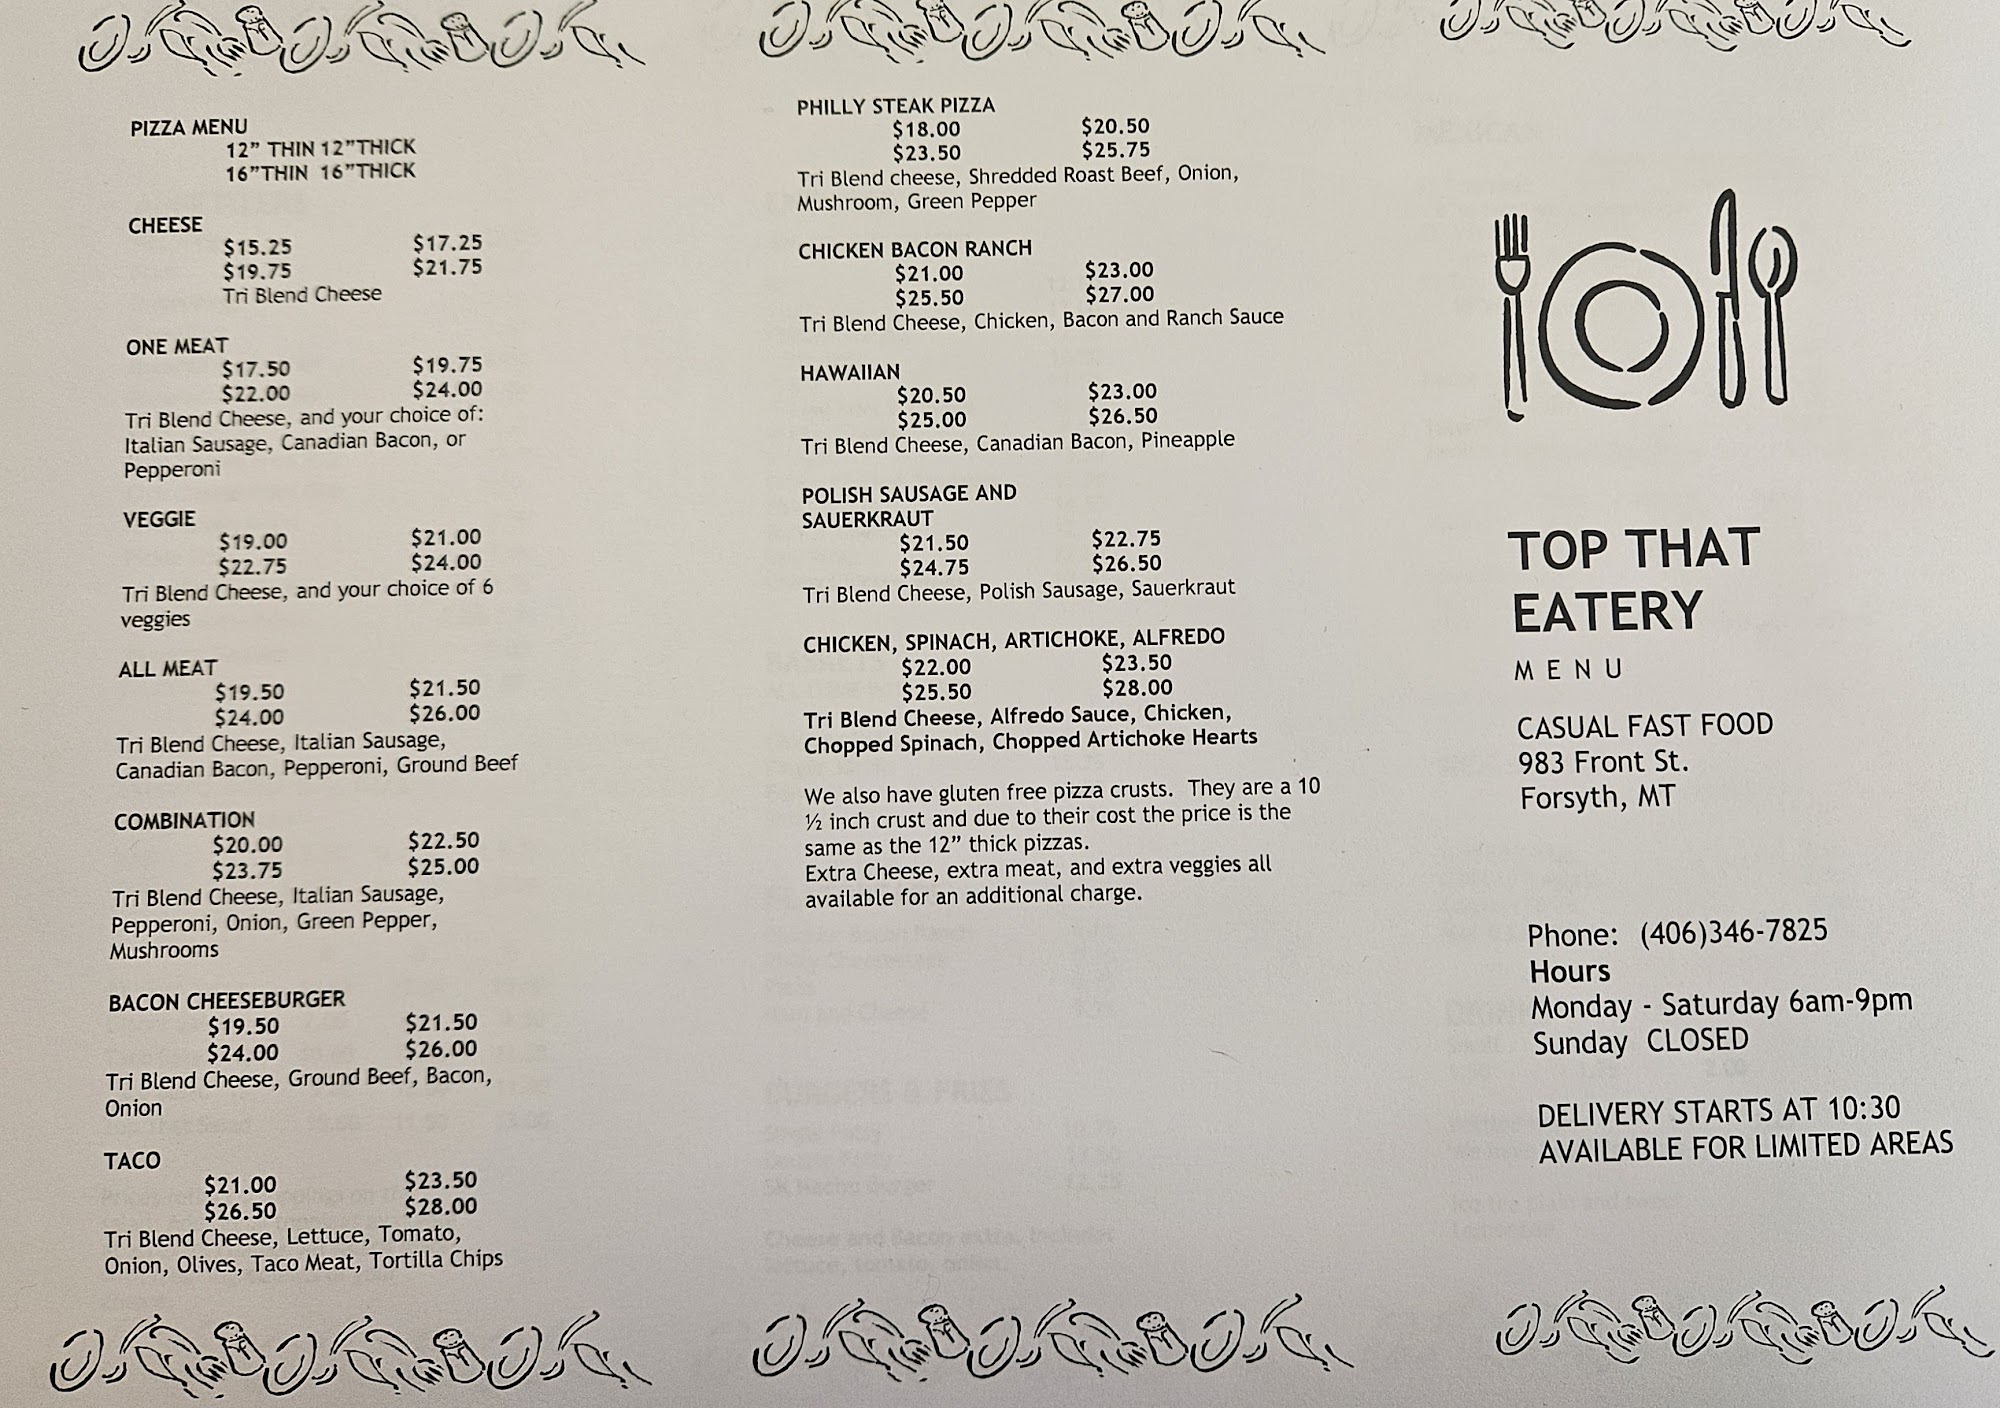 PIZZA MENU
12" THIN 12"THICK
16"THIN 16"THICK
CHEESE
$15.25 $17.25
$19.75 $21.75
Tri Blend Cheese
ONE MEAT
$17.50 $19.75
$22.00 $24.00
Tri Blend Cheese, and your choice of:
Italian Sausage, Canadian Bacon, or
Pepperoni
VEGGIE
$19.00 $21.00
$22.75 $24.00
Tri Blend Cheese, and your choice of 6
veggies
ALL MEAT
$19.50 $21.50
$24.00 $26.00
Tri Blend Cheese, Italian Sausage,
Canadian Bacon, Pepperoni, Ground Beef
COMBINATION
$20.00 $22.50
$23.75 $25.00
Tri Blend Cheese, Italian Sausage,
Pepperoni, Onion, Green Pepper,
Mushrooms
BACON CHEESEBURGER
$19.50 $21.50
$24.00 $26.00
Tri Blend Cheese, Ground Beef, Bacon,
Onion
TACO
$21.00 $23.50
$26.50 $28.00
Tri Blend Cheese, Lettuce, Tomato,
Onion, Olives, Taco Meat, Tortilla Chips
PHILLY STEAK PIZZA
$18.00 $20.50
$23.50 $25.75
Tri Blend cheese, Shredded Roast Beef, Onion,
Mushroom, Green Pepper
CHICKEN BACON RANCH
$21.00 $23.00
$25.50 $27.00
Tri Blend Cheese, Chicken, Bacon and Ranch Sauce
HAWAIIAN
$20.50 $23.00
$25.00 $26.50
Tri Blend Cheese, Canadian Bacon, Pineapple
POLISH SAUSAGE AND
SAUERKRAUT
$21.50 $22.75
$24.75 $26.50
Tri Blend Cheese, Polish Sausage, Sauerkraut
CHICKEN, SPINACH, ARTICHOKE, ALFREDO
$22.00 $23.50
$25.50 $28.00
Tri Blend Cheese, Alfredo Sauce, Chicken,
Chopped Spinach, Chopped Artichoke Hearts
We also have gluten free pizza crusts. They are a 10
½ inch crust and due to their cost the price is the
same as the 12" thick pizzas.
Extra Cheese, extra meat, and extra veggies all
available for an additional charge.
TOP THAT
EATERY
MENU
CASUAL FAST FOOD
983 Front St.
Forsyth, MT
Phone: (406)346-7825
Hours
Monday - Saturday 6am-9pm
Sunday CLOSED
DELIVERY STARTS AT 10:30
AVAILABLE FOR LIMITED AREAS